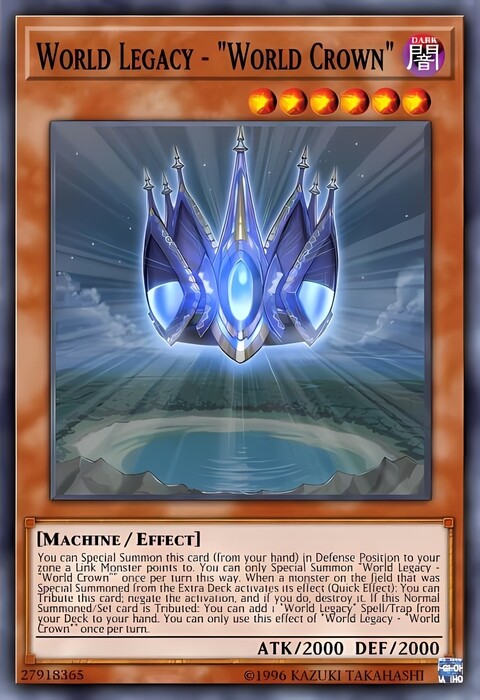 World Legacy - "World Crown"
DARK
闇
[Machine / Effect]
You can Special Summon this card (from your hand) in Defense Position to your
zone a Link Monster points to. You can only Special Summon "World Legacy -
"World Crown"" once per turn this way. When a monster on the field that was
Special Summoned from the Extra Deck activates its effect (Quick Effect): You can
Tribute this card; negate the activation, and if you do, destroy it. If this Normal
Summoned/Set card is Tributed: You can add 1 "World Legacy" Spell/Trap from
your Deck to your hand. You can only use this effect of "World Legacy - "World
Crown"" once per turn.
ATK/2000 DEF/2000
27918365
©1996 KAZUKI TAKAHASHI